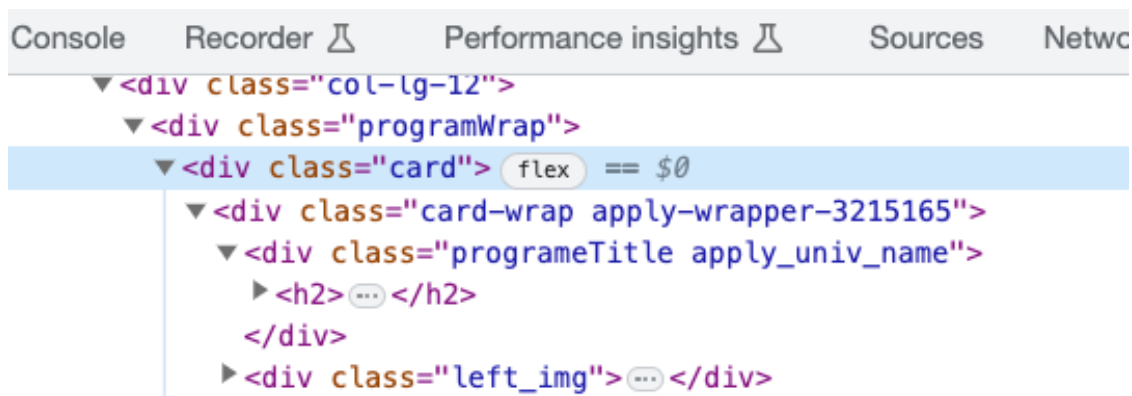 Console Recorder Performance insights Sources Netwo
<div class="col-lg-12">
<div class="programWrap">
<div class="card"> flex == $0
<div class="card-wrap apply-wrapper-3215165">
<div class="programeTitle apply_univ_name">
<h2> … </h2>
</div>
<div class="left_img"> … </div>